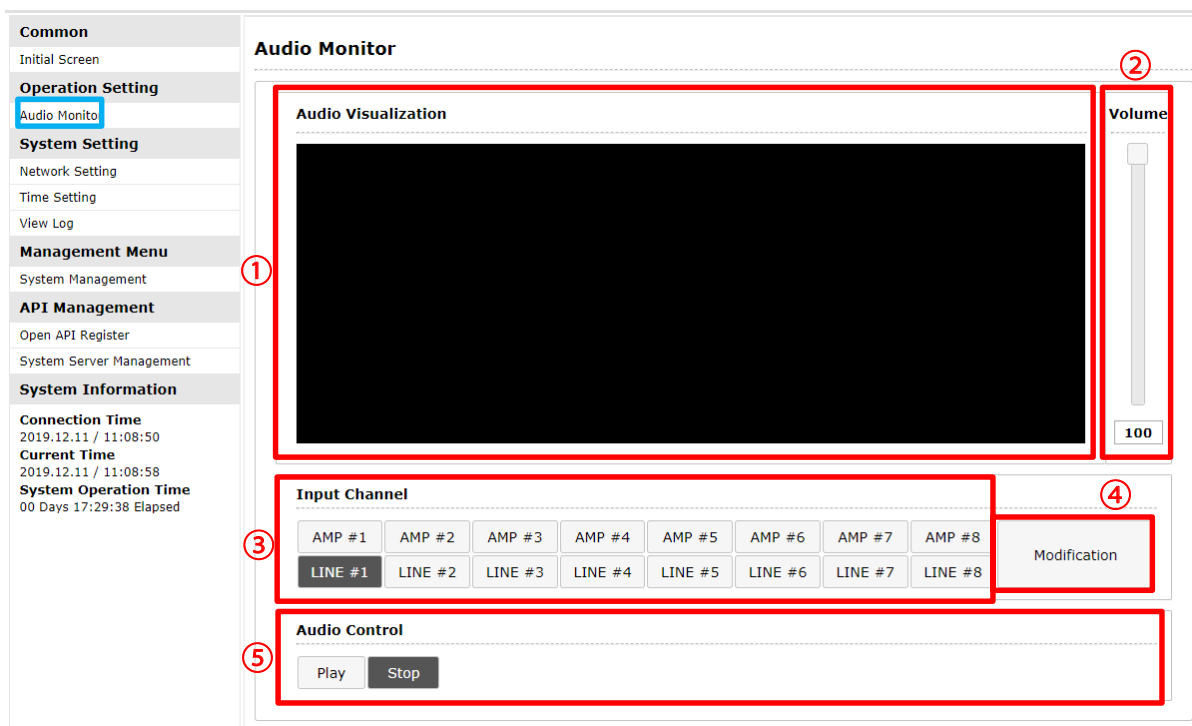 Common
Initial Screen
Operation Setting
Audio Monitor
System Setting
Network Setting
Time Setting
View Log
Management Menu
System Management
API Management
Open API Register
System Server Management
System Information
Connection Time
2019.12.11 / 11:08:50
Current Time
2019.12.11 / 11:08:58
System Operation Time
00 Days 17:29:38 Elapsed
Audio Monitor
①
Audio Visualization
②
Volume
100
③
Input Channel
AMP #1 AMP #2 AMP #3 AMP #4 AMP #5 AMP #6 AMP #7 AMP #8
LINE #1 LINE #2 LINE #3 LINE #4 LINE #5 LINE #6 LINE #7 LINE #8
④
Modification
⑤
Audio Control
Play Stop